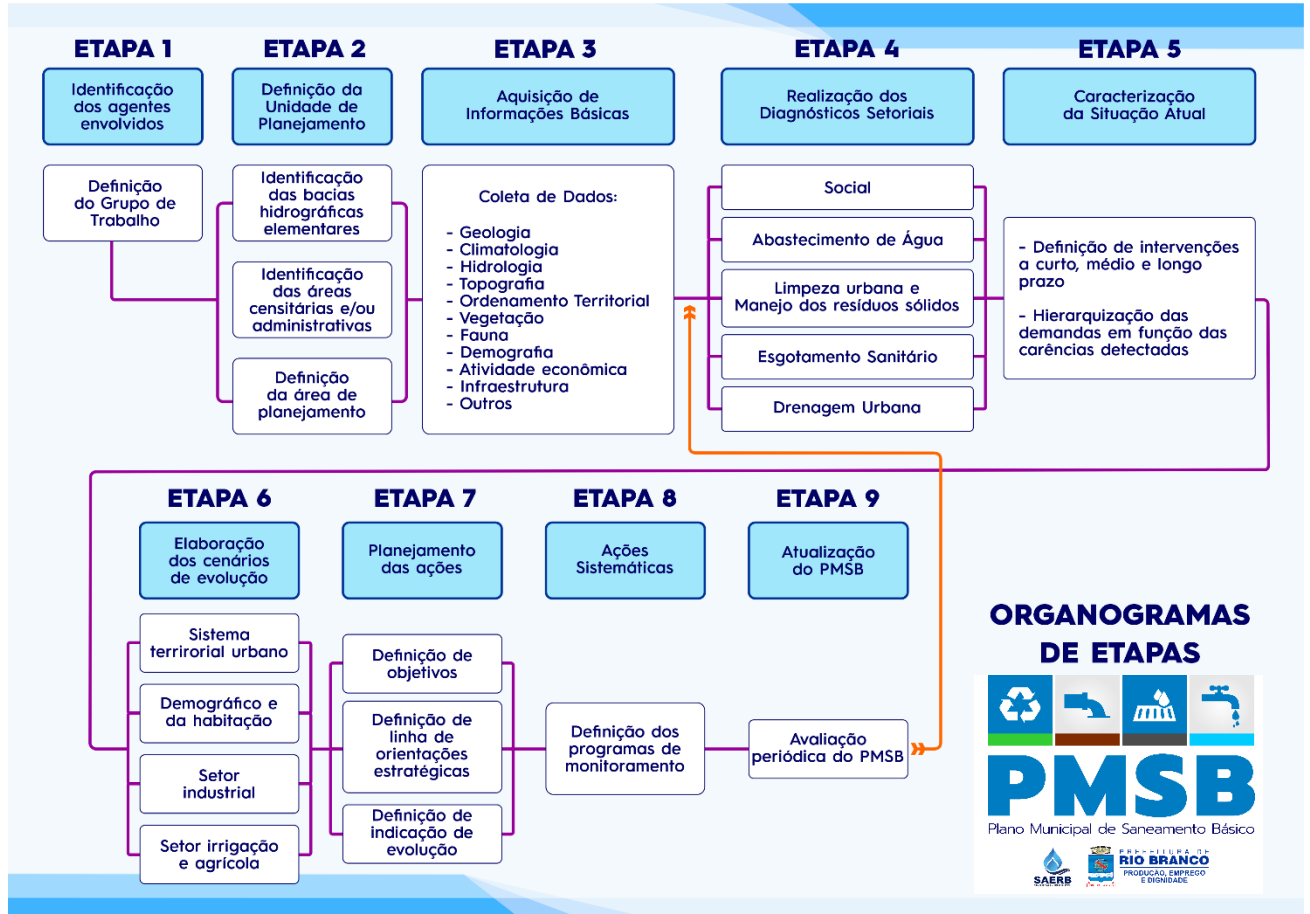 ETAPA 1
Identificação
dos agentes
envolvidos
Definição
do Grupo de
Trabalho
ETAPA 2
Definição da
Unidade de
Planejamento
Identificação
das bacias
hidrográficas
elementares
Identificação
das áreas
censitárias e/ou
administrativas
Definição
da área de
planejamento
ETAPA 3
Aquisição de
Informações Básicas
Coleta de Dados:
- Geologia
- Climatologia
- Hidrologia
- Topografia
- Ordenamento Territorial
- Vegetação
- Fauna
- Demografia
- Atividade econômica
- Infraestrutura
- Outros
ETAPA 4
Realização dos
Diagnósticos Setoriais
Social
Abastecimento de Água
Limpeza urbana e
Manejo dos resíduos sólidos
Esgotamento Sanitário
Drenagem Urbana
ETAPA 5
Caracterização
da Situação Atual
- Definição de intervenções
a curto, médio e longo
prazo
- Hierarquização das
demandas em função das
carências detectadas
ETAPA 6
Elaboração
dos cenários
de evolução
Sistema
terrirorial urbano
Demográfico e
da habitação
Setor
industrial
Setor irrigação
e agrícola
ETAPA 7
Planejamento
das ações
Definição de
objetivos
Definição de
linha de
orientações
estratégicas
Definição de
indicação de
evolução
ETAPA 8
Ações
Sistemáticas
Definição dos
programas de
monitoramento
ETAPA 9
Atualização
do PMSB
Avaliação
periódica do PMSB
ORGANOGRAMAS
DE ETAPAS
PMSB
Plano Municipal de Saneamento Básico
SAERB
PREFEITURA DE
RIO BRANCO
PRODUÇÃO, EMPREGO
E DIGNIDADE